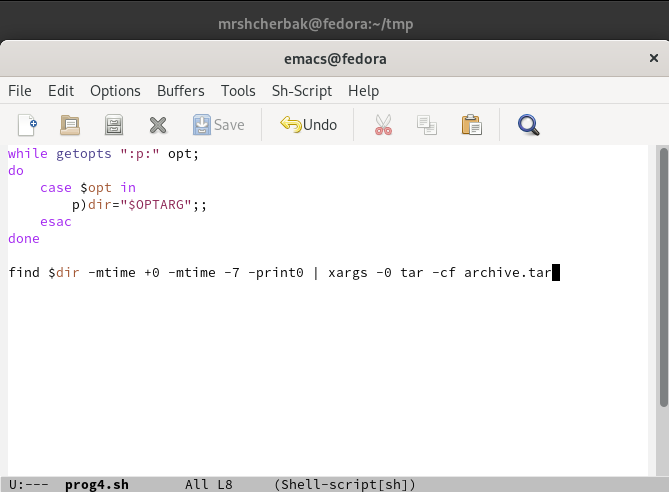 mrshcherbak@fedora:~/tmp
emacs@fedora
File Edit Options Buffers Tools Sh-Script Help
Save Undo
while getopts ":p:" opt;
do
    case $opt in
        p)dir="$OPTARG";;
    esac
done
find $dir -mtime +0 -mtime -7 -print0 | xargs -0 tar -cf archive.tar
U:--- prog4.sh All L8 (Shell-script[sh])